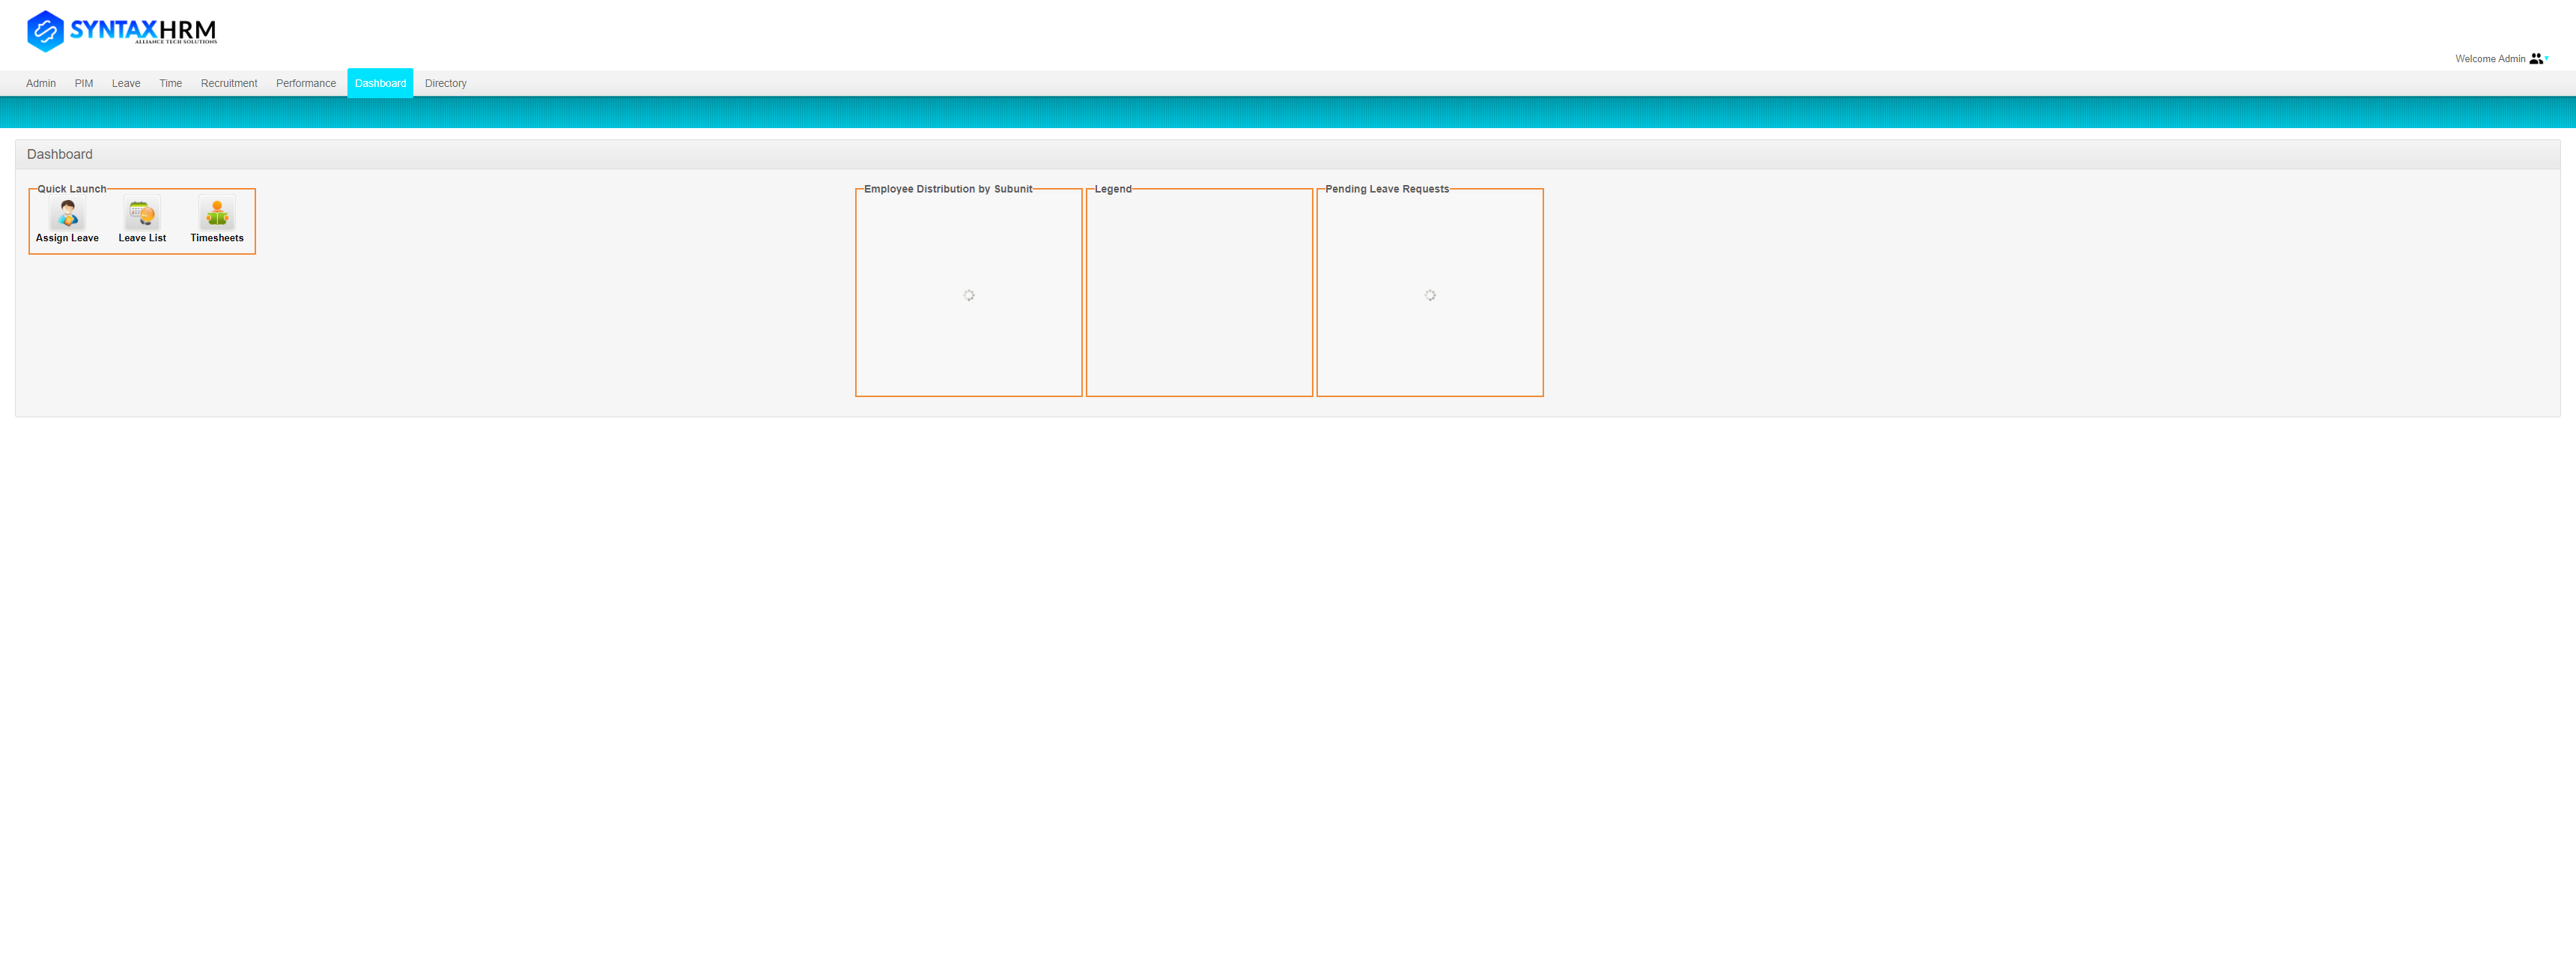 SYNTAXHRM
ALLIANCE TECH SOLUTIONS
Welcome Admin
Admin PIM Leave Time Recruitment Performance Dashboard Directory
Dashboard
Quick Launch
Assign Leave Leave List Timesheets
Employee Distribution by Subunit
Legend
Pending Leave Requests